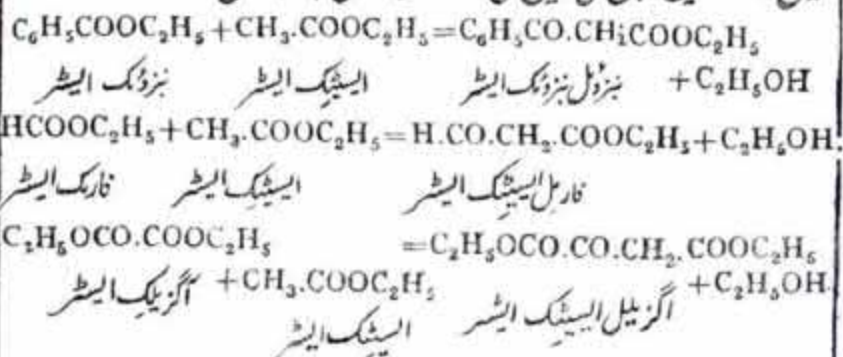 C₆H₅COOC₂H₅+CH₃.COOC₂H₅=C₆H₅CO.CHiCOOC₂H₅
بنزوئک ایسٹر ایسیٹک ایسٹر بنزوئل بنزوئک ایسٹر +C₂H₅OH
HCOOC₂H₅+CH₃.COOC₂H₅=H.CO.CH₂.COOC₂H₅+C₂H₅OH
فارمک ایسٹر ایسیٹک ایسٹر فارمل ایسیٹک ایسٹر
C₂H₅OCO.COOC₂H₅ =C₂H₅OCO.CO.CH₂.COOC₂H₅
آگزیلک ایسٹر +CH₃.COOC₂H₅ اگزیلیل ایسیٹک ایسٹر +C₂H₅OH
ایسیٹک ایسٹر